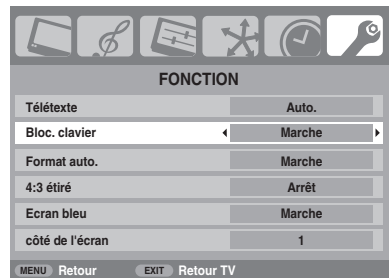 FONCTION
Télétexte Auto.
Bloc. clavier Marche
Format auto. Marche
4:3 étiré Arrêt
Ecran bleu Marche
côté de l'écran 1
MENU Retour EXIT Retour TV